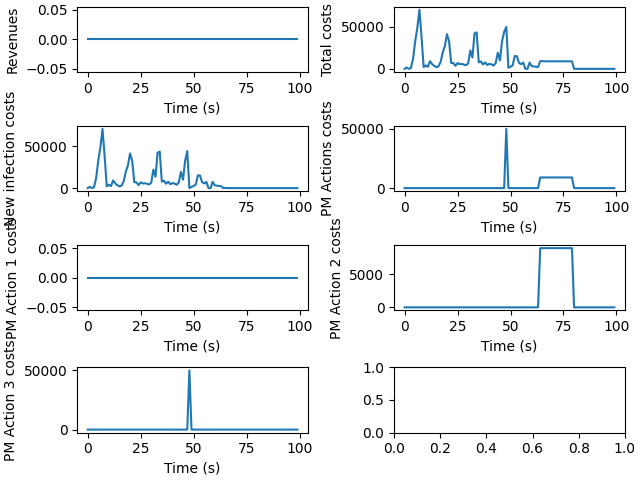 Revenues
0.05
0.00
−0.05
0 25 50 75 100
Time (s)
Total costs
50000
0
0 25 50 75 100
Time (s)
New infection costs
50000
0
0 25 50 75 100
Time (s)
PM Actions costs
50000
0
0 25 50 75 100
Time (s)
PM Action 1 costs
0.05
0.00
−0.05
0 25 50 75 100
Time (s)
PM Action 2 costs
5000
0
0 25 50 75 100
Time (s)
PM Action 3 costs
50000
0
0 25 50 75 100
Time (s)
1.0
0.5
0.0
0.0 0.2 0.4 0.6 0.8 1.0